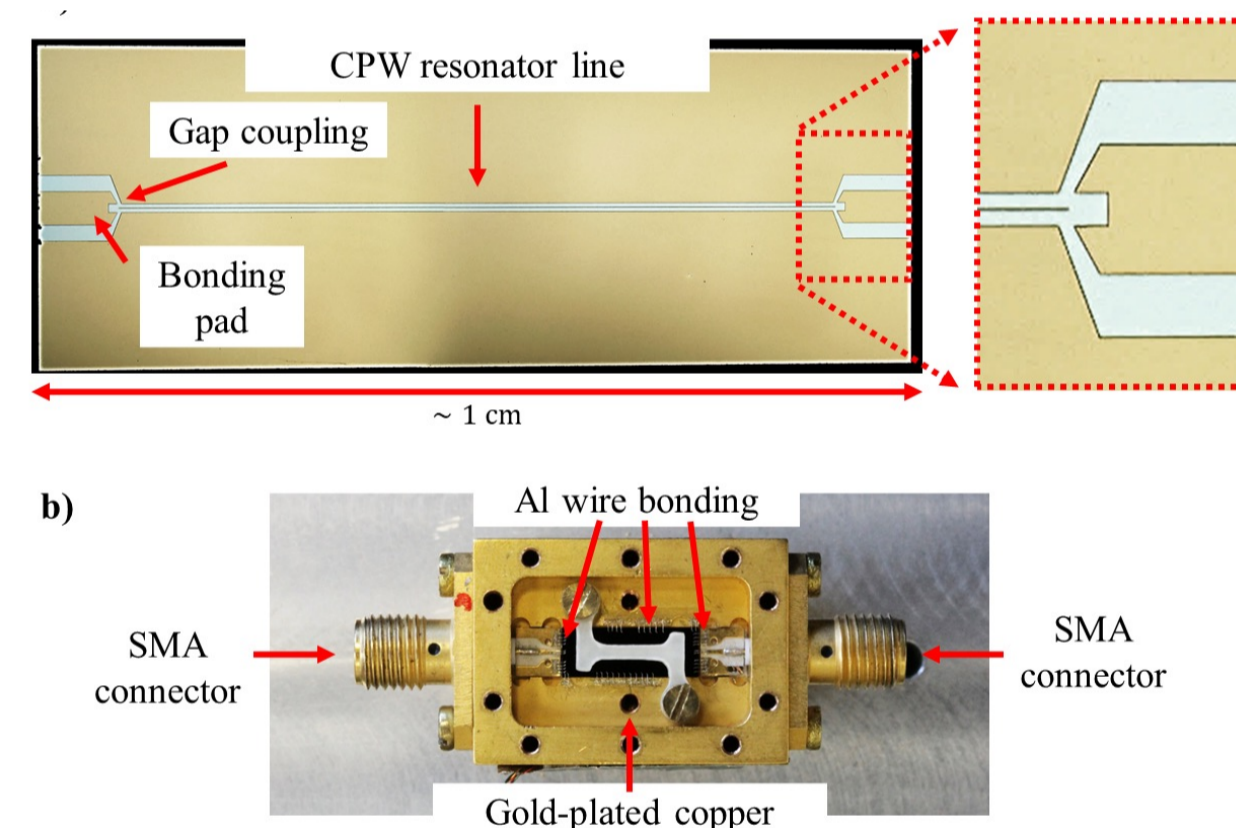 CPW resonator line
Gap coupling
Bonding
pad
~ 1 cm
b)
Al wire bonding
SMA
connector
SMA
connector
Gold-plated copper